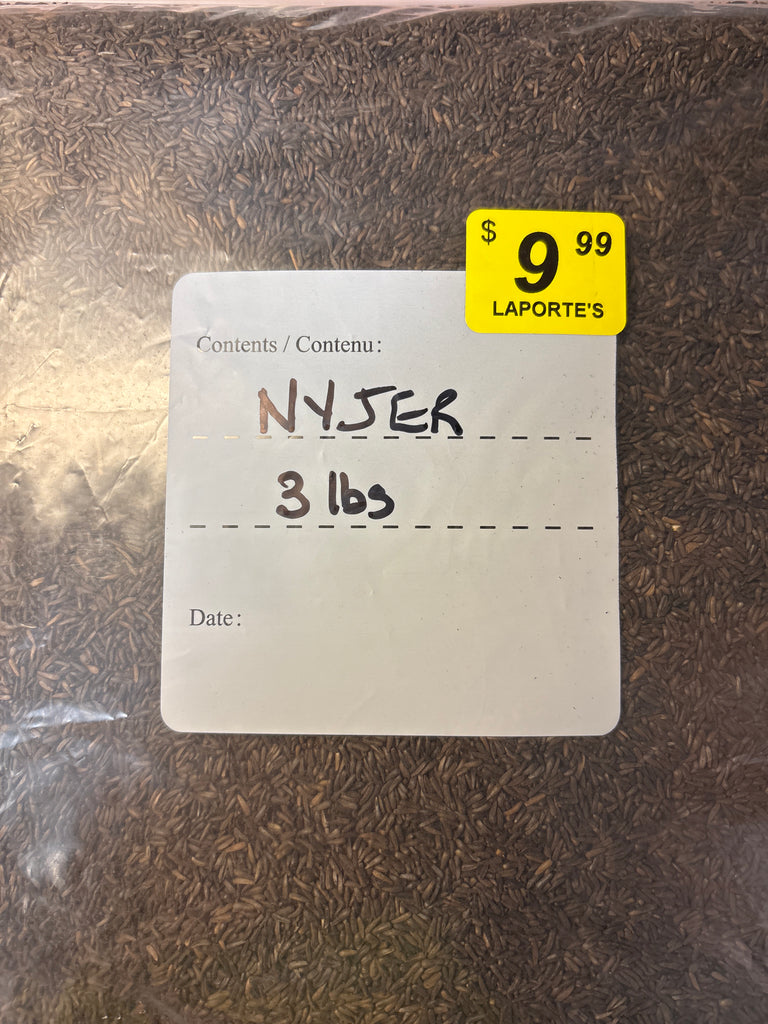 $ 9 99
LAPORTE'S
Contents / Contenu:
NYJER
3 lbs
Date: